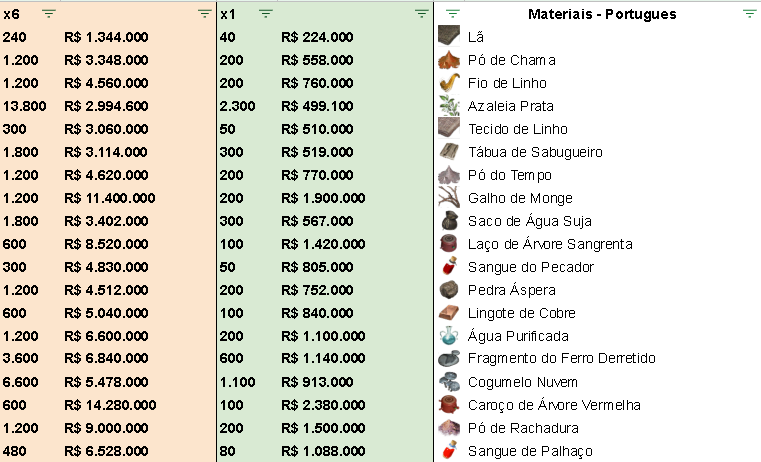 x6 x1 Materiais - Portugues
240 R$ 1.344.000 40 R$ 224.000 Lã
1.200 R$ 3.348.000 200 R$ 558.000 Pó de Chama
1.200 R$ 4.560.000 200 R$ 760.000 Fio de Linho
13.800 R$ 2.994.600 2.300 R$ 499.100 Azaleia Prata
300 R$ 3.060.000 50 R$ 510.000 Tecido de Linho
1.800 R$ 3.114.000 300 R$ 519.000 Tábua de Sabugueiro
1.200 R$ 4.620.000 200 R$ 770.000 Pó do Tempo
1.200 R$ 11.400.000 200 R$ 1.900.000 Galho de Monge
1.800 R$ 3.402.000 300 R$ 567.000 Saco de Água Suja
600 R$ 8.520.000 100 R$ 1.420.000 Laço de Árvore Sangrenta
300 R$ 4.830.000 50 R$ 805.000 Sangue do Pecador
1.200 R$ 4.512.000 200 R$ 752.000 Pedra Áspera
600 R$ 5.040.000 100 R$ 840.000 Lingote de Cobre
1.200 R$ 6.600.000 200 R$ 1.100.000 Água Purificada
3.600 R$ 6.840.000 600 R$ 1.140.000 Fragmento do Ferro Derretido
6.600 R$ 5.478.000 1.100 R$ 913.000 Cogumelo Nuvem
600 R$ 14.280.000 100 R$ 2.380.000 Caroço de Árvore Vermelha
1.200 R$ 9.000.000 200 R$ 1.500.000 Pó de Rachadura
480 R$ 6.528.000 80 R$ 1.088.000 Sangue de Palhaço